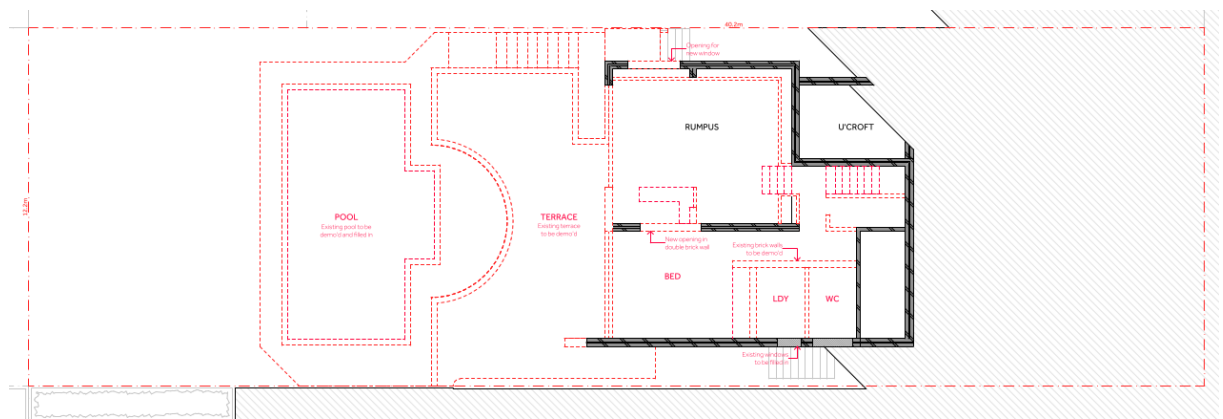 40.2m
Opening for
new window
RUMPUS
U'CROFT
12.2m
POOL
Existing pool to be
demo'd and filled in
TERRACE
Existing terrace
to be demo'd
New opening in
double brick wall
Existing brick walls
to be demo'd
BED
LDY
WC
Existing windows
to be filled in